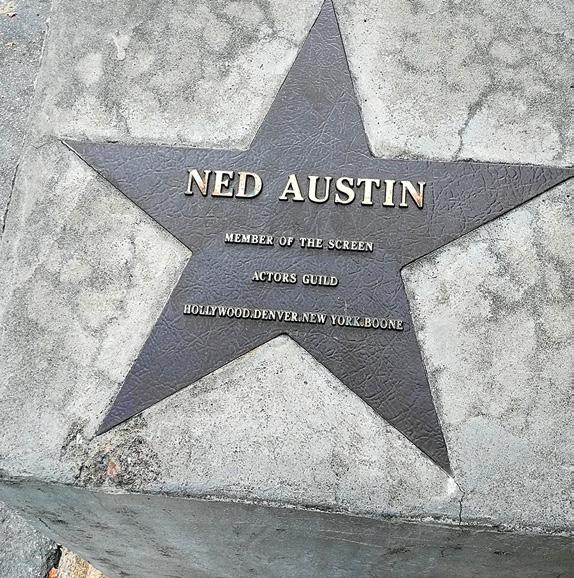 NED AUSTIN
MEMBER OF THE SCREEN
ACTORS GUILD
HOLLYWOOD.DENVER.NEW YORK.BOONE